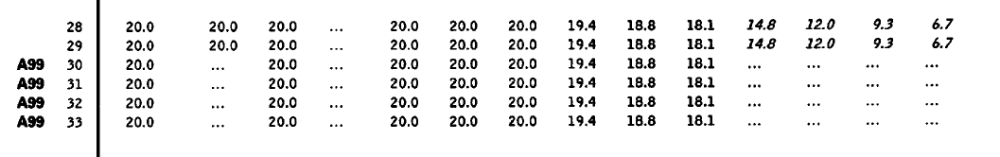 28 20.0 20.0 20.0 ... 20.0 20.0 20.0 19.4 18.8 18.1 14.8 12.0 9.3 6.7
29 20.0 20.0 20.0 ... 20.0 20.0 20.0 19.4 18.8 18.1 14.8 12.0 9.3 6.7
A99 30 20.0 ... 20.0 ... 20.0 20.0 20.0 19.4 18.8 18.1 ... ... ... ...
A99 31 20.0 ... 20.0 ... 20.0 20.0 20.0 19.4 18.8 18.1 ... ... ... ...
A99 32 20.0 ... 20.0 ... 20.0 20.0 20.0 19.4 18.8 18.1 ... ... ... ...
A99 33 20.0 ... 20.0 ... 20.0 20.0 20.0 19.4 18.8 18.1 ... ... ... ...